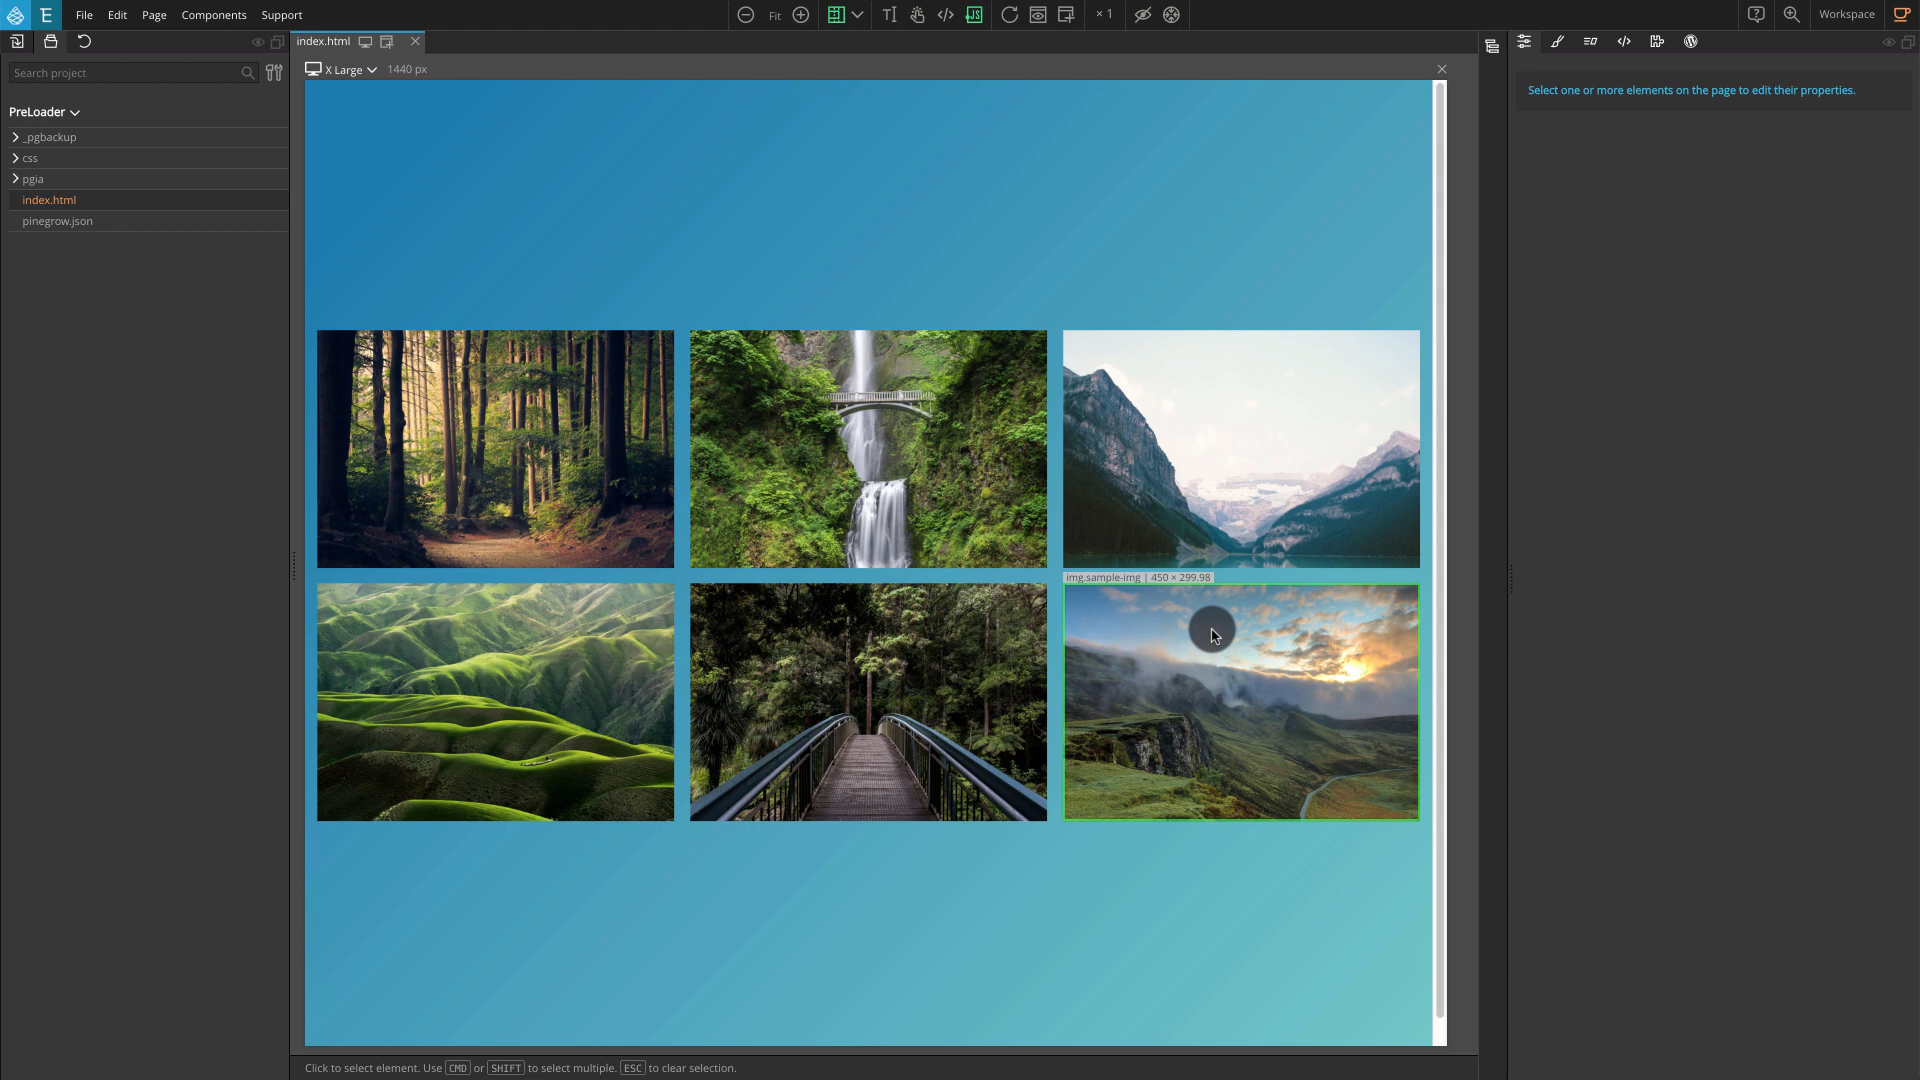 E File Edit Page Components Support
Fit
× 1
Workspace
index.html
Search project
X Large 1440 px
Select one or more elements on the page to edit their properties.
PreLoader
_pgbackup
css
pgia
index.html
pinegrow.json
img.sample-img | 450 × 299.98
Click to select element. Use CMD or SHIFT to select multiple. ESC to clear selection.